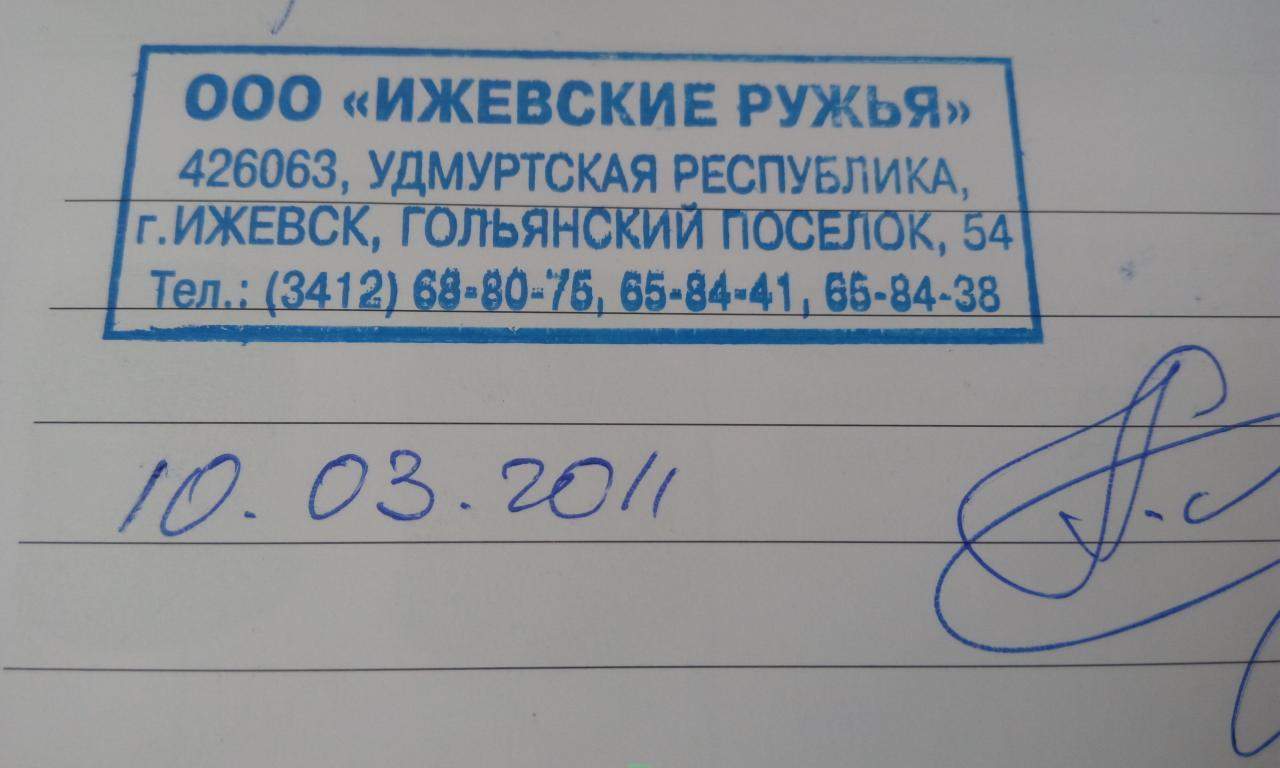 ООО «ИЖЕВСКИЕ РУЖЬЯ»
426063, УДМУРТСКАЯ РЕСПУБЛИКА,
г.ИЖЕВСК, ГОЛЬЯНСКИЙ ПОСЕЛОК, 54
Тел.: (3412) 68-80-75, 65-84-41, 65-84-38
10.03.2011